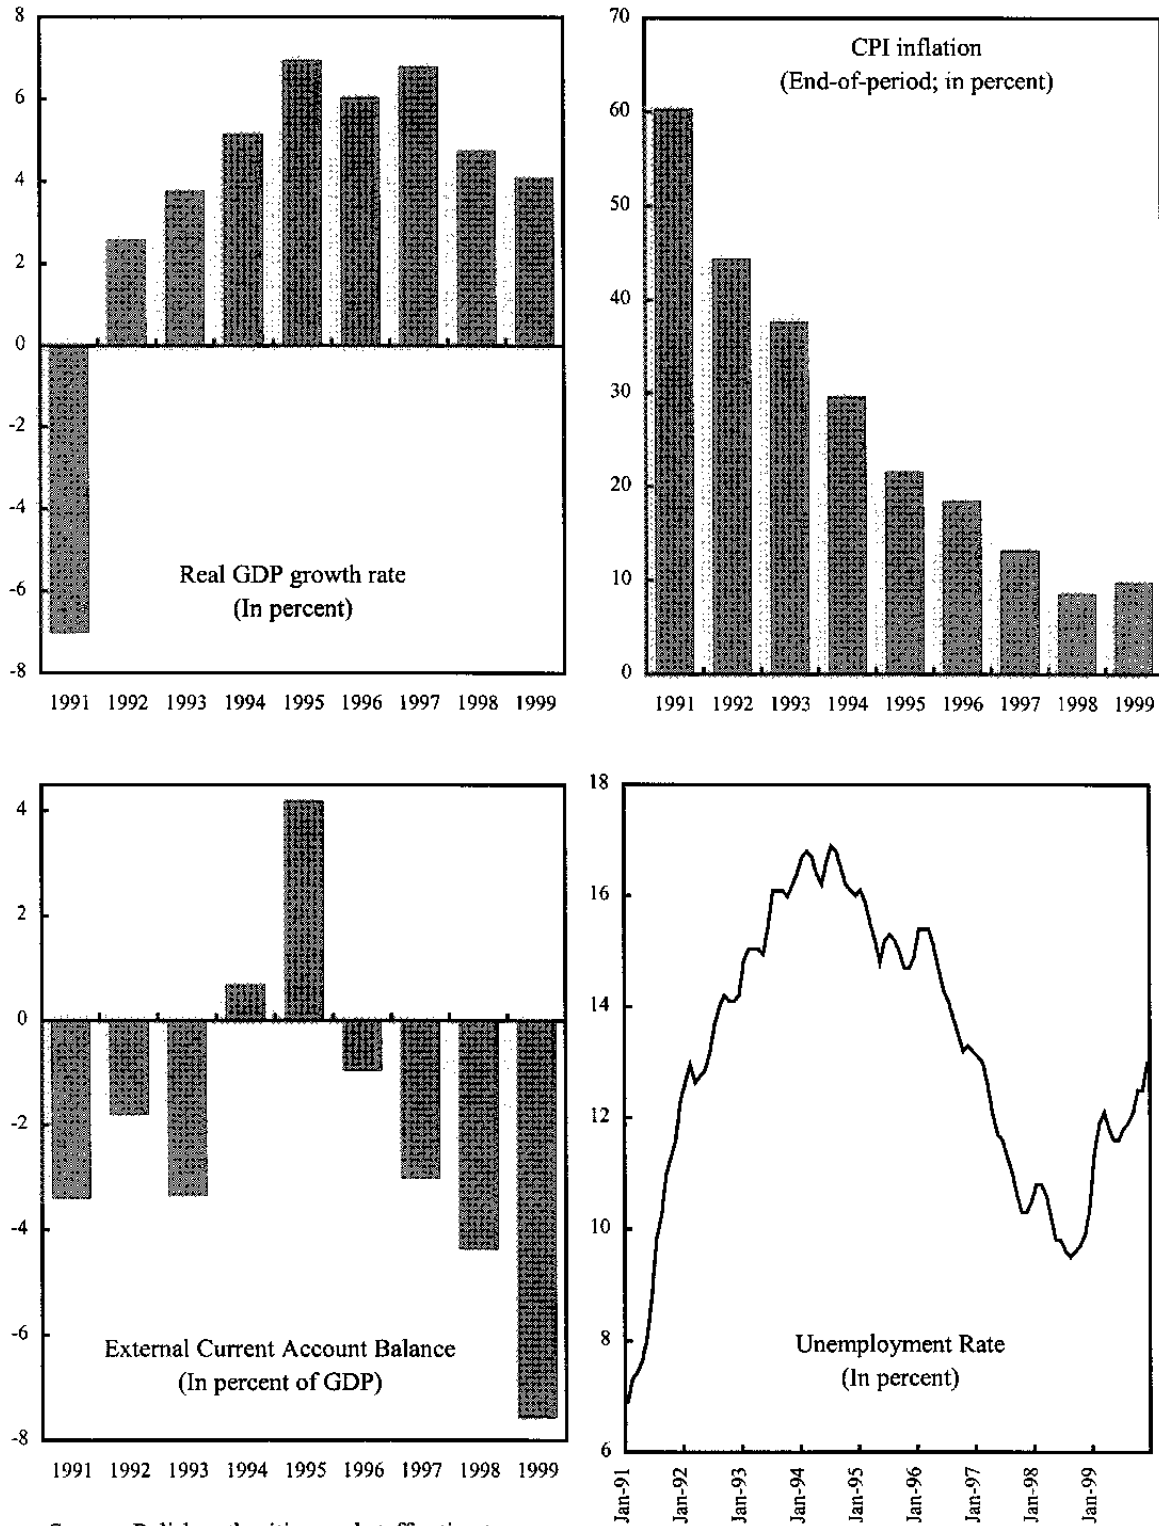 8
6
4
2
0
-2
-4
-6
-8
Real GDP growth rate
(In percent)
1991 1992 1993 1994 1995 1996 1997 1998 1999
70
60
50
40
30
20
10
0
CPI inflation
(End-of-period; in percent)
1991 1992 1993 1994 1995 1996 1997 1998 1999
4
2
0
-2
-4
-6
-8
External Current Account Balance
(In percent of GDP)
1991 1992 1993 1994 1995 1996 1997 1998 1999
18
16
14
12
10
8
6
Unemployment Rate
(In percent)
Jan-91
Jan-92
Jan-93
Jan-94
Jan-95
Jan-96
Jan-97
Jan-98
Jan-99